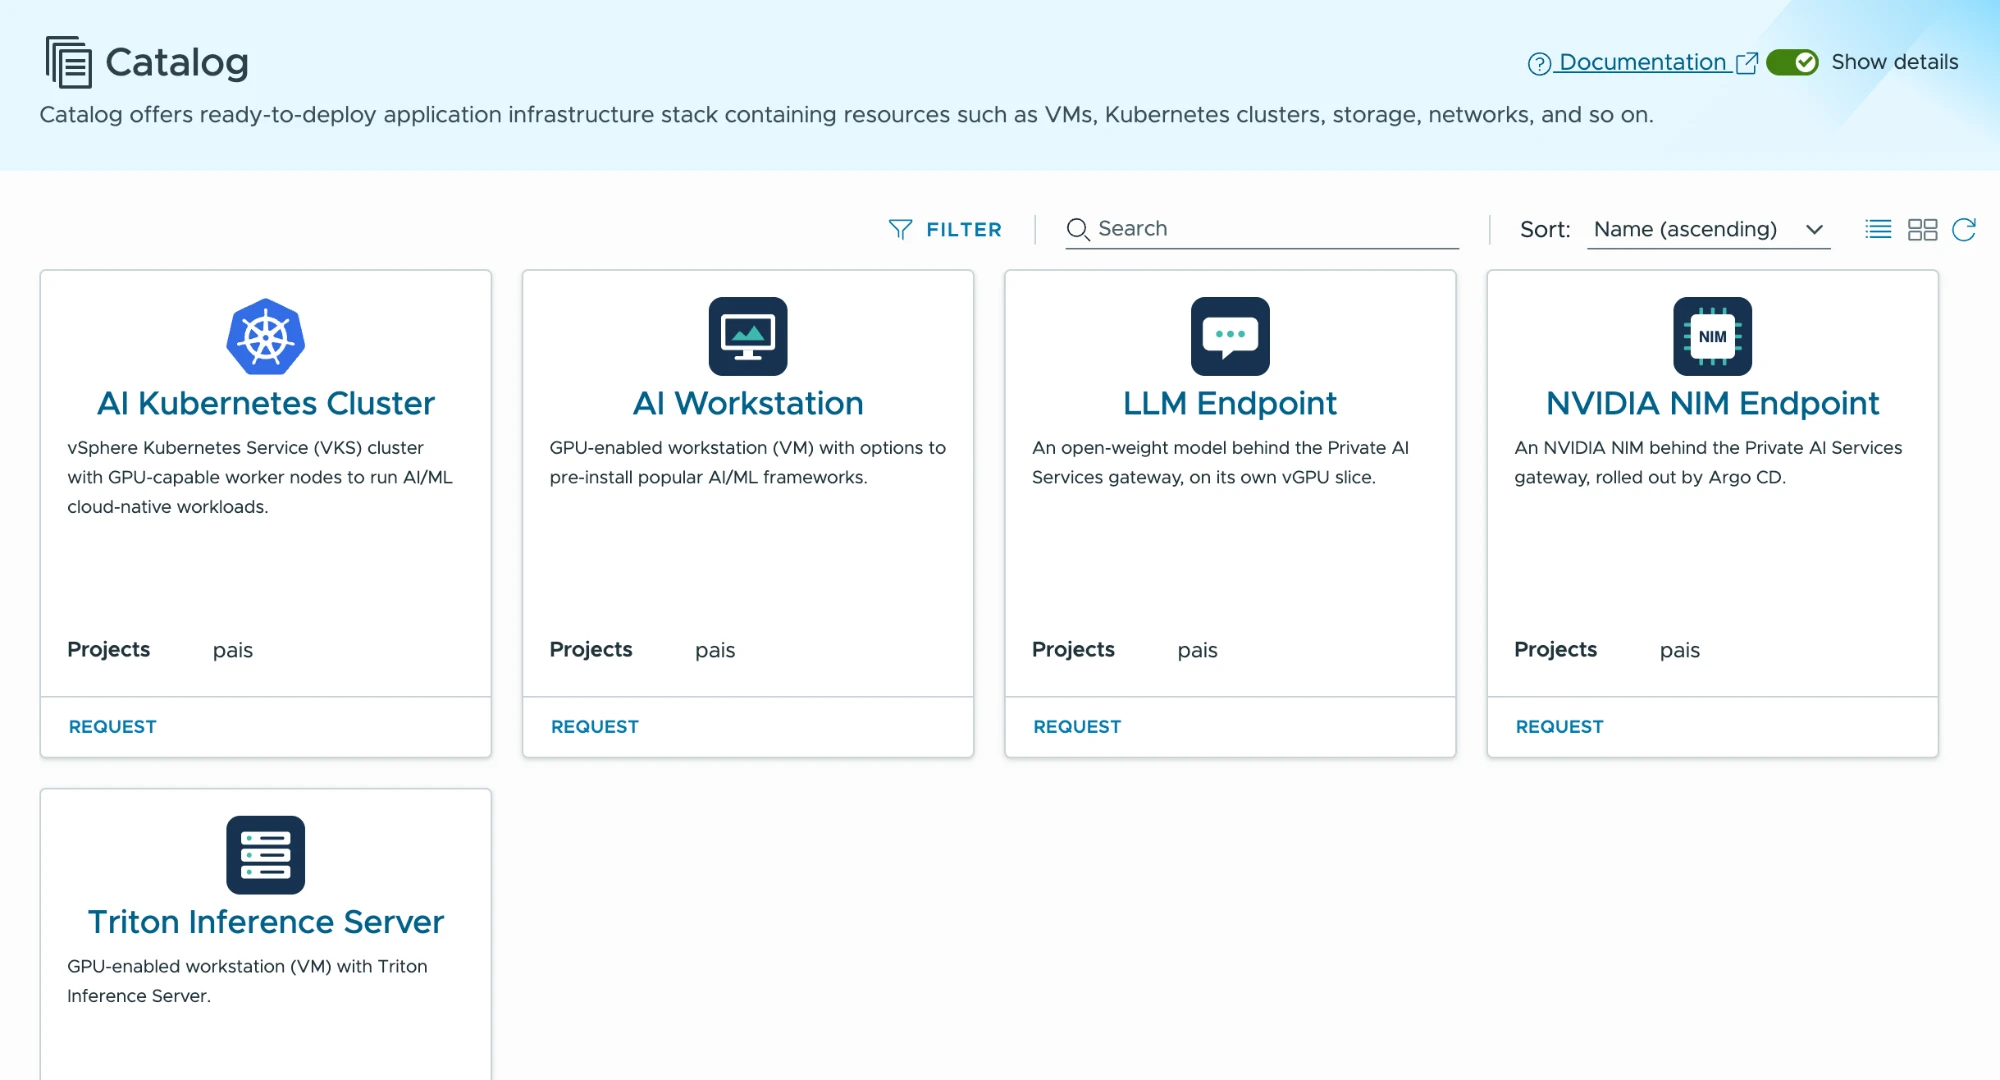 Catalog
Documentation
Show details
Catalog offers ready-to-deploy application infrastructure stack containing resources such as VMs, Kubernetes clusters, storage, networks, and so on.
FILTER
Search
Sort:
Name (ascending)
AI Kubernetes Cluster
vSphere Kubernetes Service (VKS) cluster
with GPU-capable worker nodes to run AI/ML
cloud-native workloads.
Projects pais
REQUEST
AI Workstation
GPU-enabled workstation (VM) with options to
pre-install popular AI/ML frameworks.
Projects pais
REQUEST
LLM Endpoint
An open-weight model behind the Private AI
Services gateway, on its own vGPU slice.
Projects pais
REQUEST
NIM
NVIDIA NIM Endpoint
An NVIDIA NIM behind the Private AI Services
gateway, rolled out by Argo CD.
Projects pais
REQUEST
Triton Inference Server
GPU-enabled workstation (VM) with Triton
Inference Server.